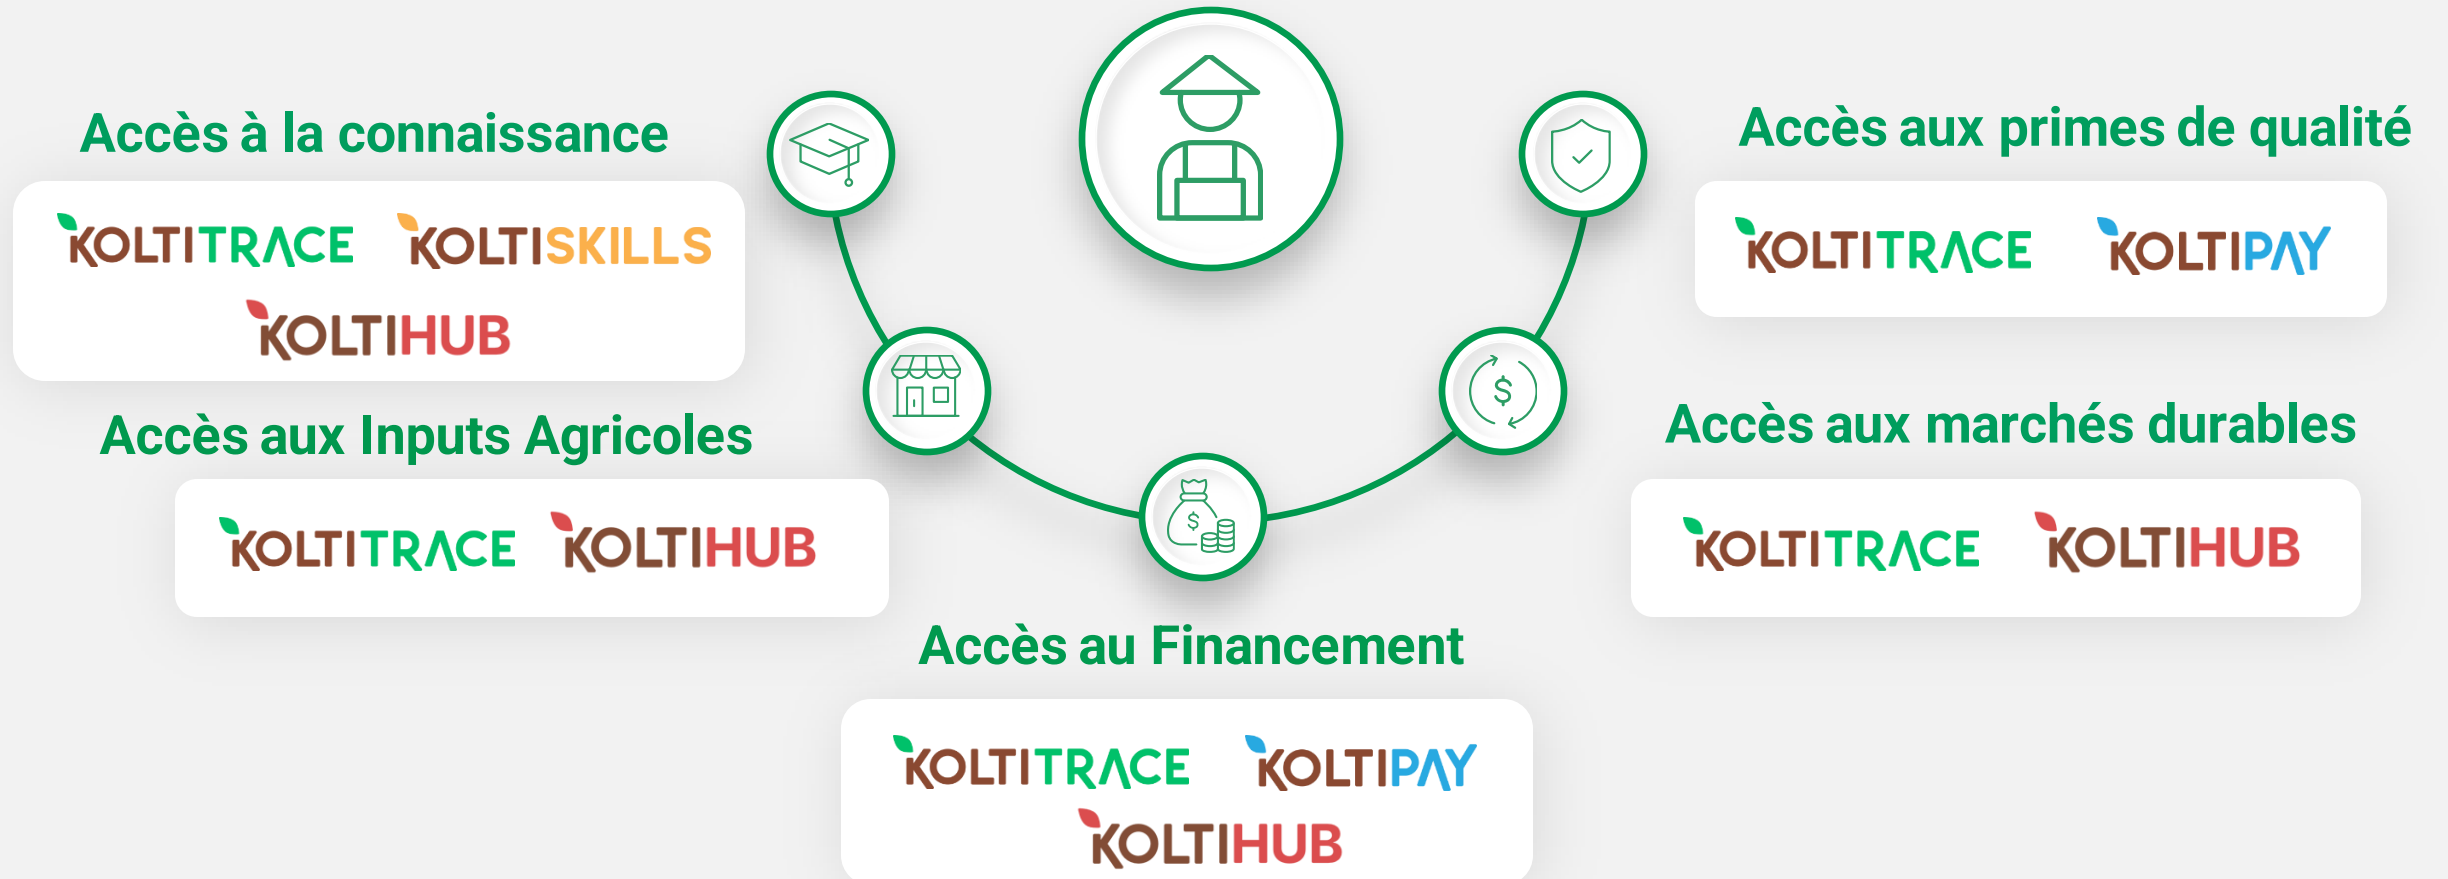 Accès à la connaissance
KOLTITRACE KOLTISKILLS
KOLTIHUB
Accès aux Inputs Agricoles
KOLTITRACE KOLTIHUB
Accès au Financement
KOLTITRACE KOLTIPAY
KOLTIHUB
Accès aux marchés durables
KOLTITRACE KOLTIHUB
Accès aux primes de qualité
KOLTITRACE KOLTIPAY